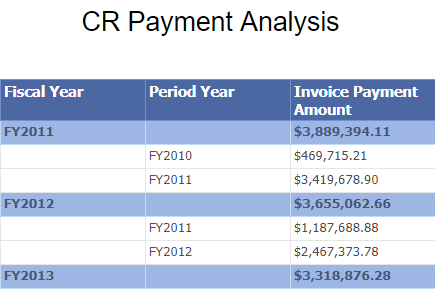 CR Payment Analysis
Fiscal Year Period Year Invoice Payment
Amount
FY2011 $3,889,394.11
FY2010 $469,715.21
FY2011 $3,419,678.90
FY2012 $3,655,062.66
FY2011 $1,187,688.88
FY2012 $2,467,373.78
FY2013 $3,318,876.28